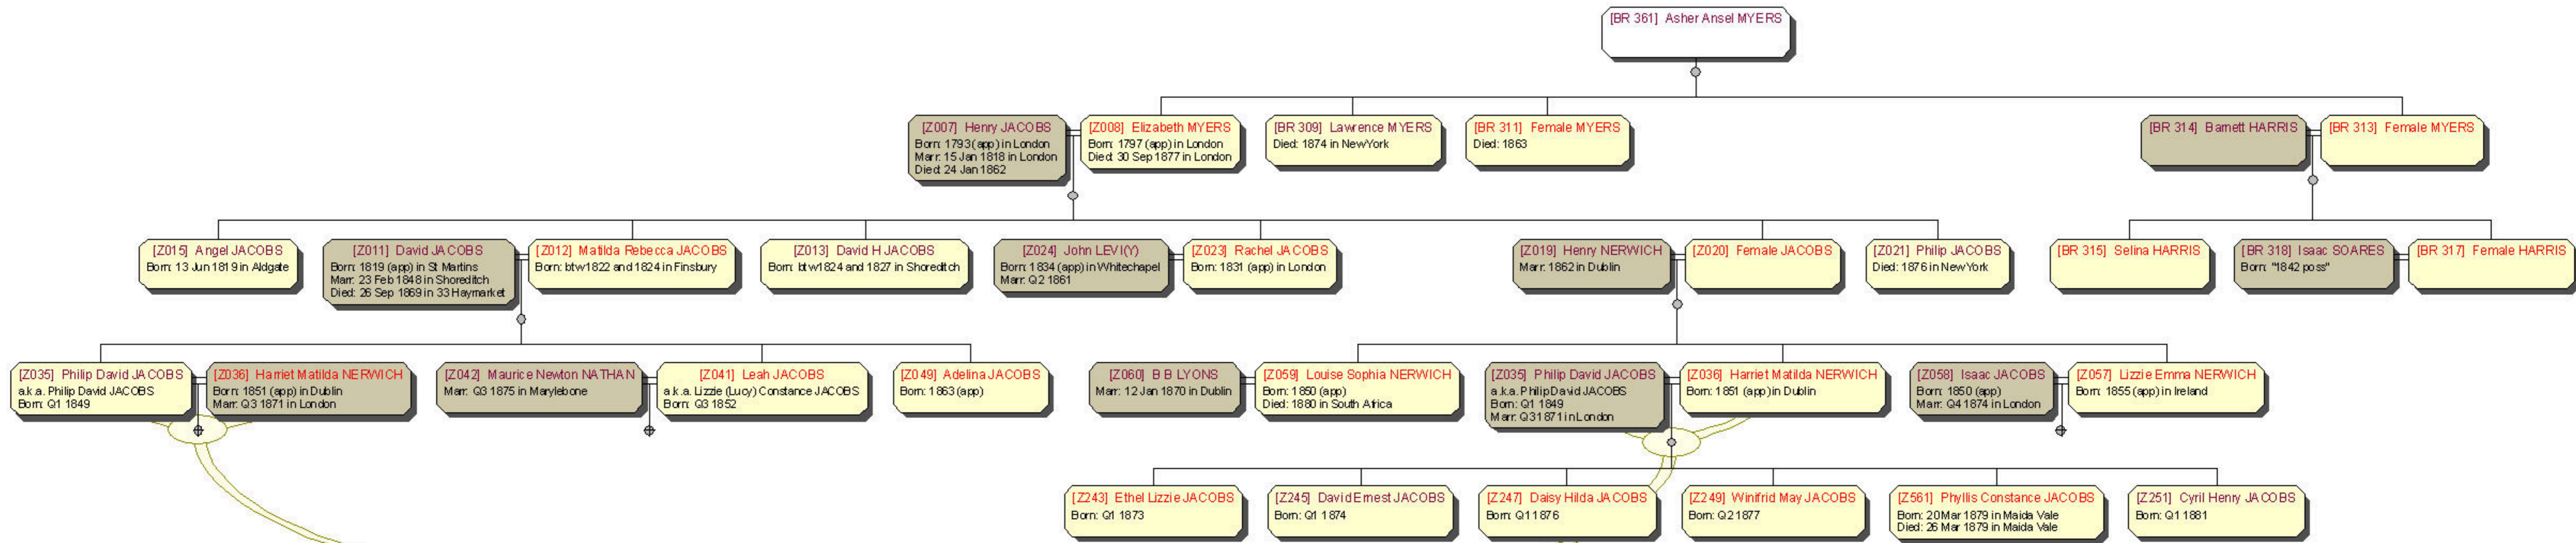 [BR 361] Asher Ansel MYERS
[Z007] Henry JACOBS
Born: 1793 (app) in London
Marr: 15 Jan 1818 in London
Died: 24 Jan 1862
[Z008] Elizabeth MYERS
Born: 1797 (app) in London
Died: 30 Sep 1877 in London
[BR 309] Lawrence MYERS
Died: 1874 in NewYork
[BR 311] Female MYERS
Died: 1863
[BR 314] Barnett HARRIS
[BR 313] Female MYERS
[Z015] Angel JACOBS
Born: 13 Jun 1819 in Aldgate
[Z011] David JACOBS
Born: 1819 (app) in St Martins
Marr: 23 Feb 1848 in Shoreditch
Died: 26 Sep 1869 in 33 Haymarket
[Z012] Matilda Rebecca JACOBS
Born: btw1822 and 1824 in Finsbury
[Z013] David H JACOBS
Born: btw1824 and 1827 in Shoreditch
[Z024] John LEVI(Y)
Born: 1834 (app) in Whitechapel
Marr: Q2 1861
[Z023] Rachel JACOBS
Born: 1831 (app) in London
[Z019] Henry NERWICH
Marr: 1862 in Dublin
[Z020] Female JACOBS
[Z021] Philip JACOBS
Died: 1876 in NewYork
[BR 315] Selina HARRIS
[BR 318] Isaac SOARES
Born: "1842 poss"
[BR 317] Female HARRIS
[Z035] Philip David JACOBS
a.k.a. Philip David JACOBS
Born: Q1 1849
[Z036] Harriet Matilda NERWICH
Born: 1851 (app) in Dublin
Marr: Q3 1871 in London
[Z042] Maurice Newton NATHAN
Marr: Q3 1875 in Marylebone
[Z041] Leah JACOBS
a.k.a. Lizzie (Lucy) Constance JACOBS
Born: Q3 1852
[Z049] Adelina JACOBS
Born: 1863 (app)
[Z060] B B LYONS
Marr: 12 Jan 1870 in Dublin
[Z059] Louise Sophia NERWICH
Born: 1850 (app)
Died: 1880 in South Africa
[Z035] Philip David JACOBS
a.k.a. Philip David JACOBS
Born: Q1 1849
Marr: Q3 1871 in London
[Z036] Harriet Matilda NERWICH
Born: 1851 (app) in Dublin
[Z058] Isaac JACOBS
Born: 1850 (app)
Marr: Q4 1874 in London
[Z057] Lizzie Emma NERWICH
Born: 1855 (app) in Ireland
[Z243] Ethel Lizzie JACOBS
Born: Q1 1873
[Z245] David Ernest JACOBS
Born: Q1 1874
[Z247] Daisy Hilda JACOBS
Born: Q1 1876
[Z249] Winifrid May JACOBS
Born: Q2 1877
[Z561] Phyllis Constance JACOBS
Born: 20 Mar 1879 in Maida Vale
Died: 26 Mar 1879 in Maida Vale
[Z251] Cyril Henry JACOBS
Born: Q1 1881